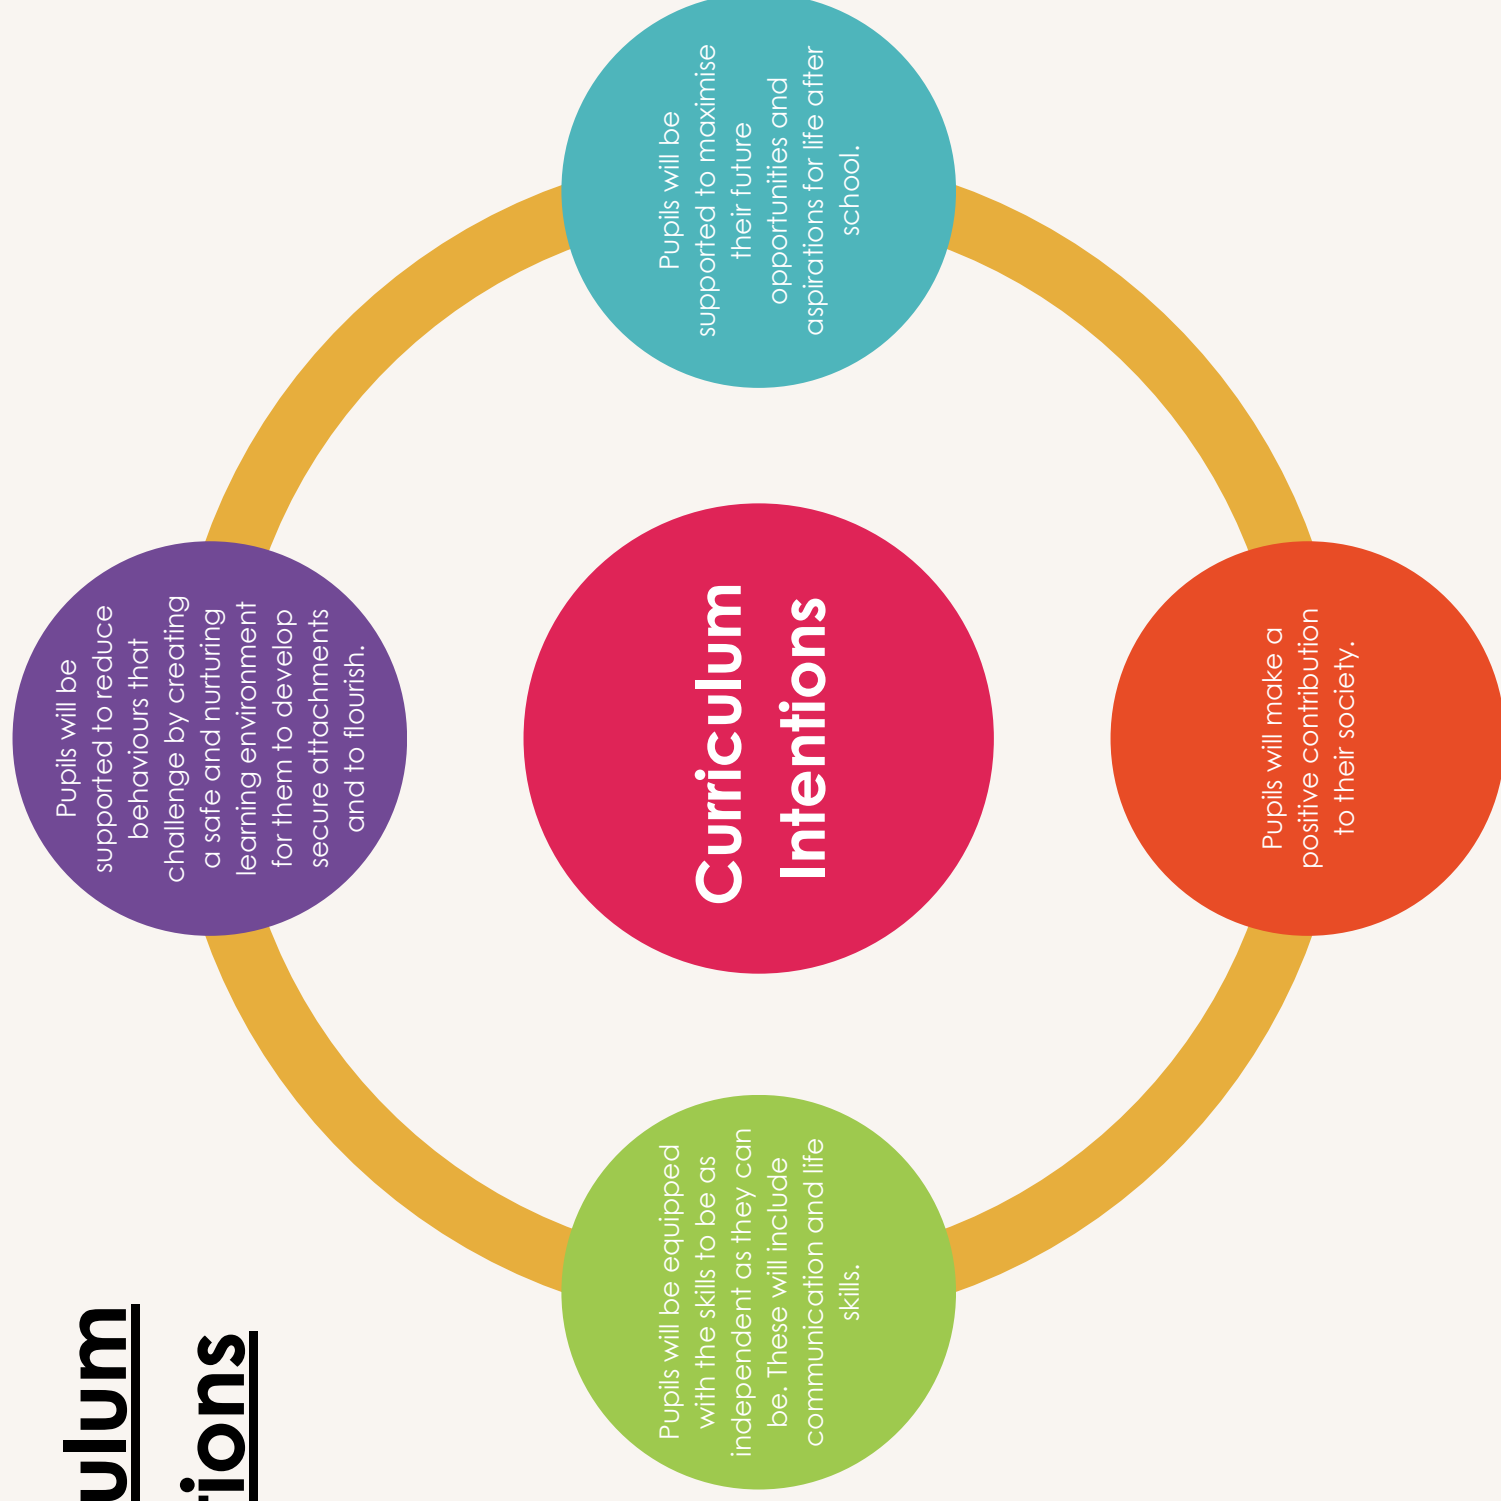 ulum
tions
Pupils will be
supported to reduce
behaviours that
challenge by creating
a safe and nurturing
learning environment
for them to develop
secure attachments
and to flourish.
Pupils will be equipped
with the skills to be as
independent as they can
be. These will include
communication and life
skills.
Curriculum
Intentions
Pupils will be
supported to maximise
their future
opportunities and
aspirations for life after
school.
Pupils will make a
positive contribution
to their society.